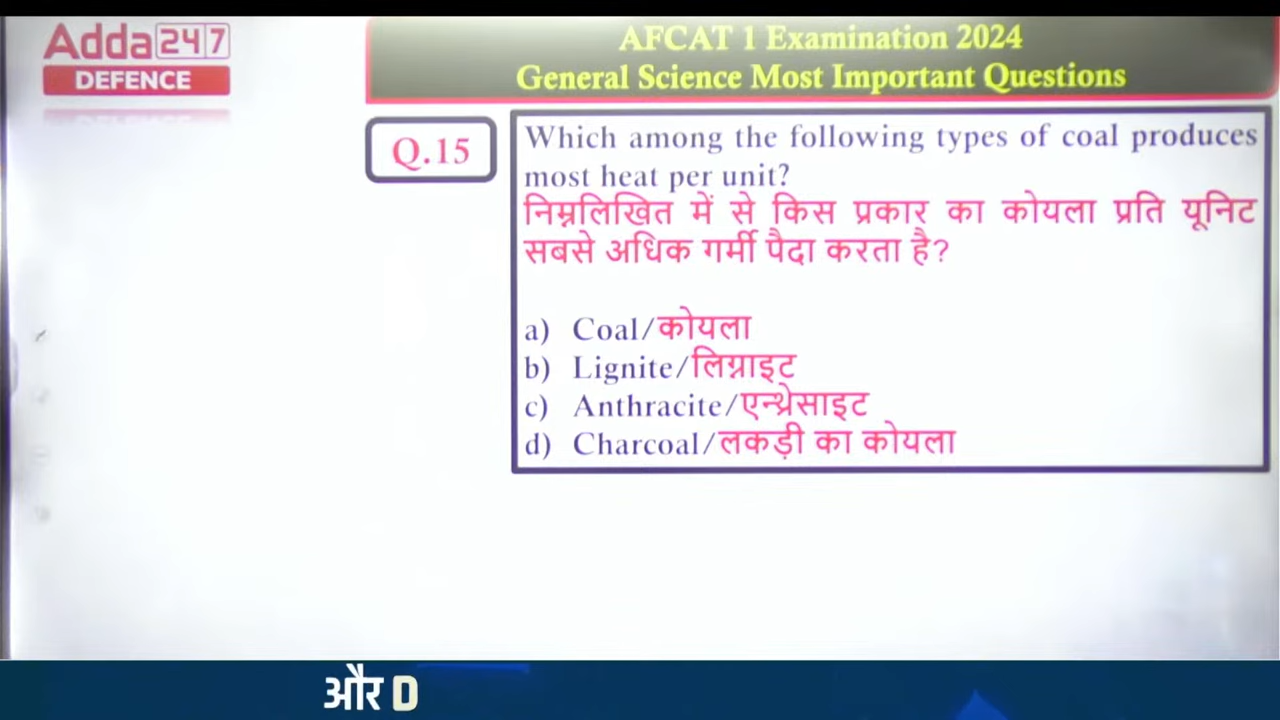 Adda247
DEFENCE
AFCAT 1 Examination 2024
General Science Most Important Questions
Q.15
Which among the following types of coal produces
most heat per unit?
निम्नलिखित में से किस प्रकार का कोयला प्रति यूनिट
सबसे अधिक गर्मी पैदा करता है?
a) Coal/कोयला
b) Lignite/लिग्नाइट
c) Anthracite/एन्थ्रेसाइट
d) Charcoal/लकड़ी का कोयला
और D